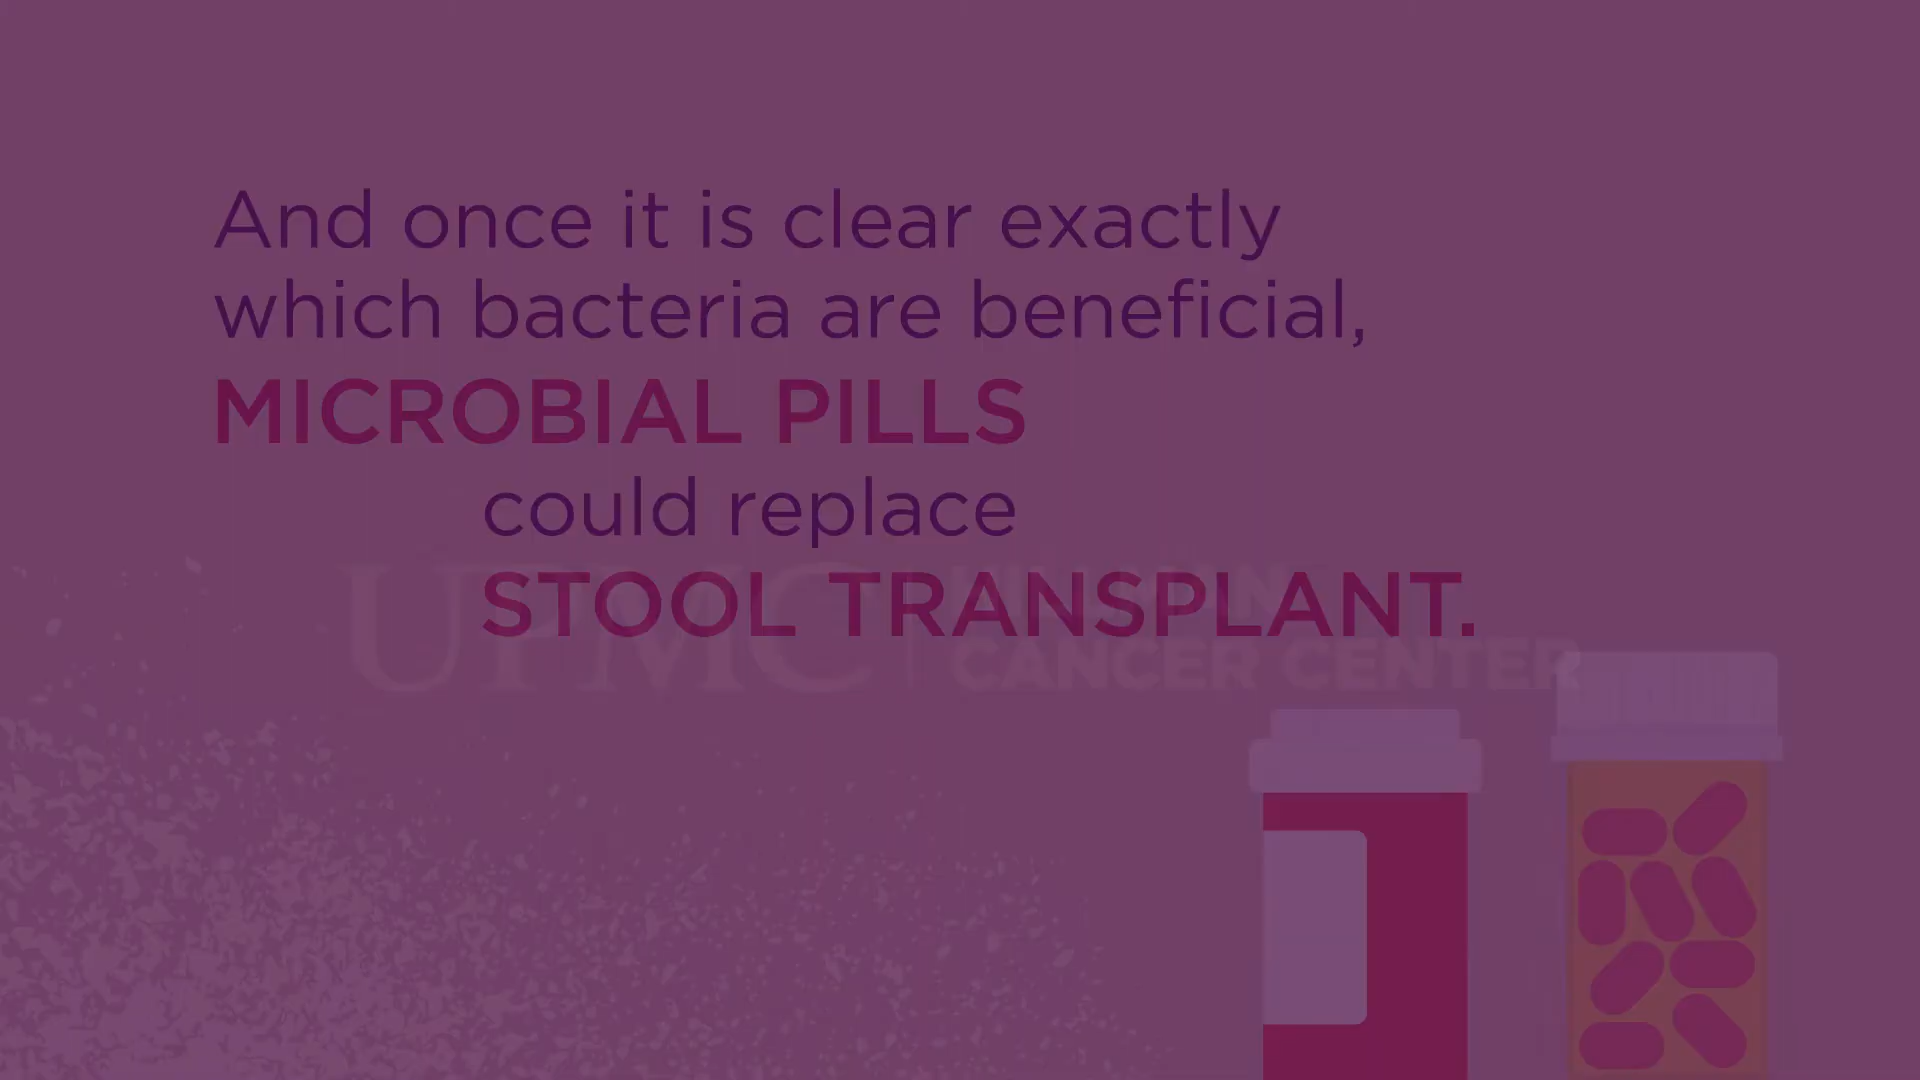 And once it is clear exactly
which bacteria are beneficial,
MICROBIAL PILLS
could replace
STOOL TRANSPLANT.
UPMC HILLMAN
CANCER CENTER